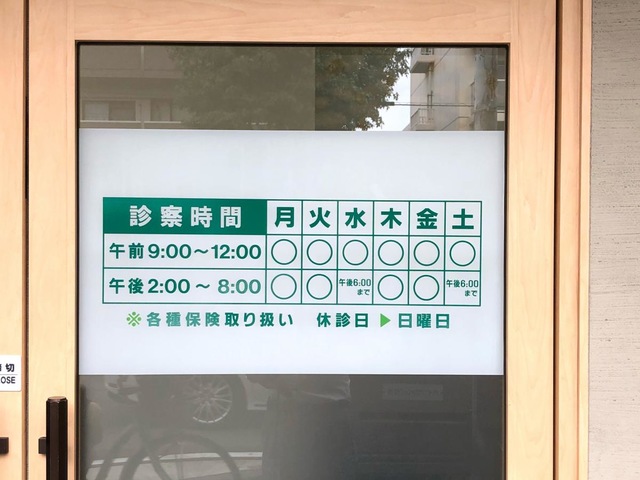 診察時間 月 火 水 木 金 土
午前9:00～12:00 ○ ○ ○ ○ ○ ○
午後2:00～8:00 ○ ○ 午後6:00まで ○ ○ 午後6:00まで
※各種保険取り扱い 休診日▶日曜日
切
OSE